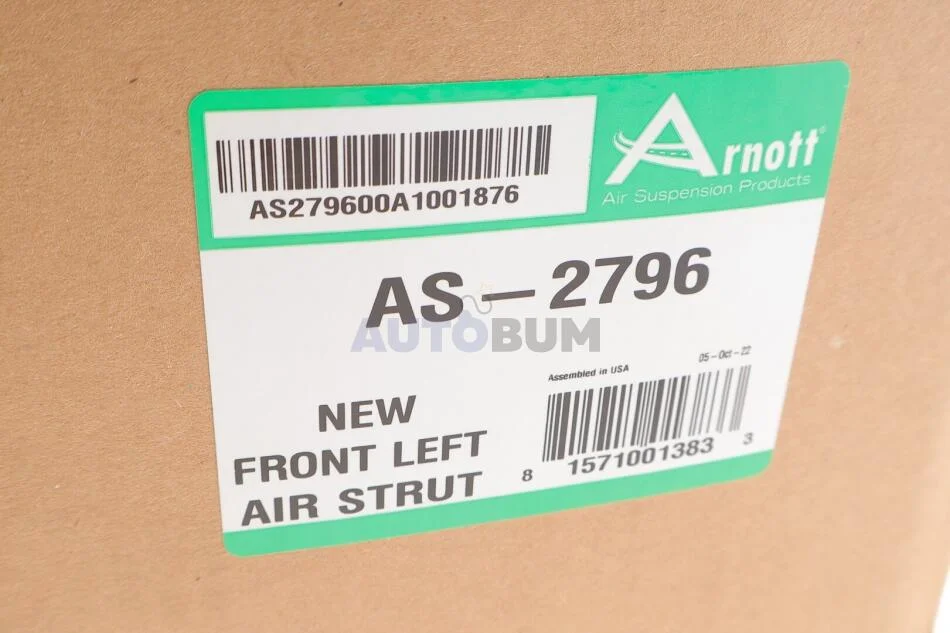 AS279600A1001876
Arnott®
Air Suspension Products
AS-2796
AUTOBUM
05-Oct-22
Assembled in USA
NEW
FRONT LEFT
AIR STRUT
8 1571001383 3